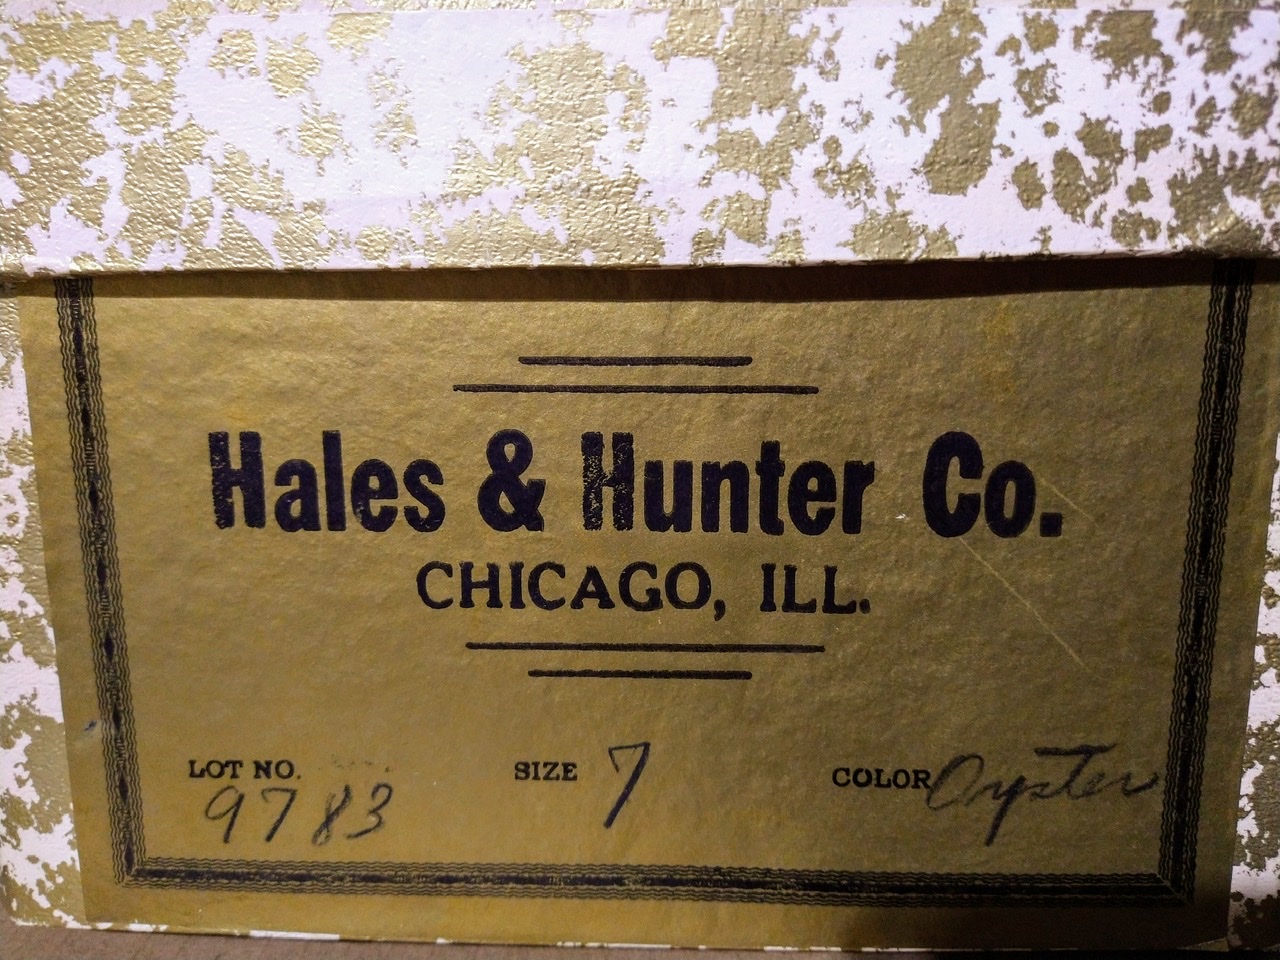 Hales & Hunter Co.
CHICAGO, ILL.
LOT NO. SIZE 7 COLOR Oyster
9783